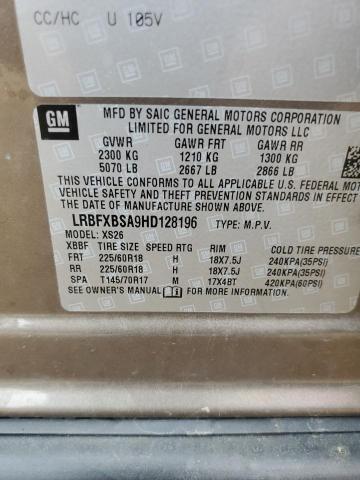 CC/HC U 105V
GM
MFD BY SAIC GENERAL MOTORS CORPORATION
LIMITED FOR GENERAL MOTORS LLC
GVWR GAWR FRT GAWR RR
2300 KG 1210 KG 1300 KG
5070 LB 2667 LB 2866 LB
THIS VEHICLE CONFORMS TO ALL APPLICABLE U.S. FEDERAL MOTOR
VEHICLE SAFETY AND THEFT PREVENTION STANDARDS IN EFFECT
ON THE DATE OF MANUFACTURE SHOWN ABOVE.
LRBFXBSA9HD128196 TYPE: M.P.V.
MODEL: XS26
XBBF TIRE SIZE SPEED RTG RIM COLD TIRE PRESSURE
FRT 225/60R18 H 18X7.5J 240KPA(35PSI)
RR 225/60R18 H 18X7.5J 240KPA(35PSI)
SPA T145/70R17 M 17X4BT 420KPA(60PSI)
SEE OWNER'S MANUAL FOR MORE INFORMATION.